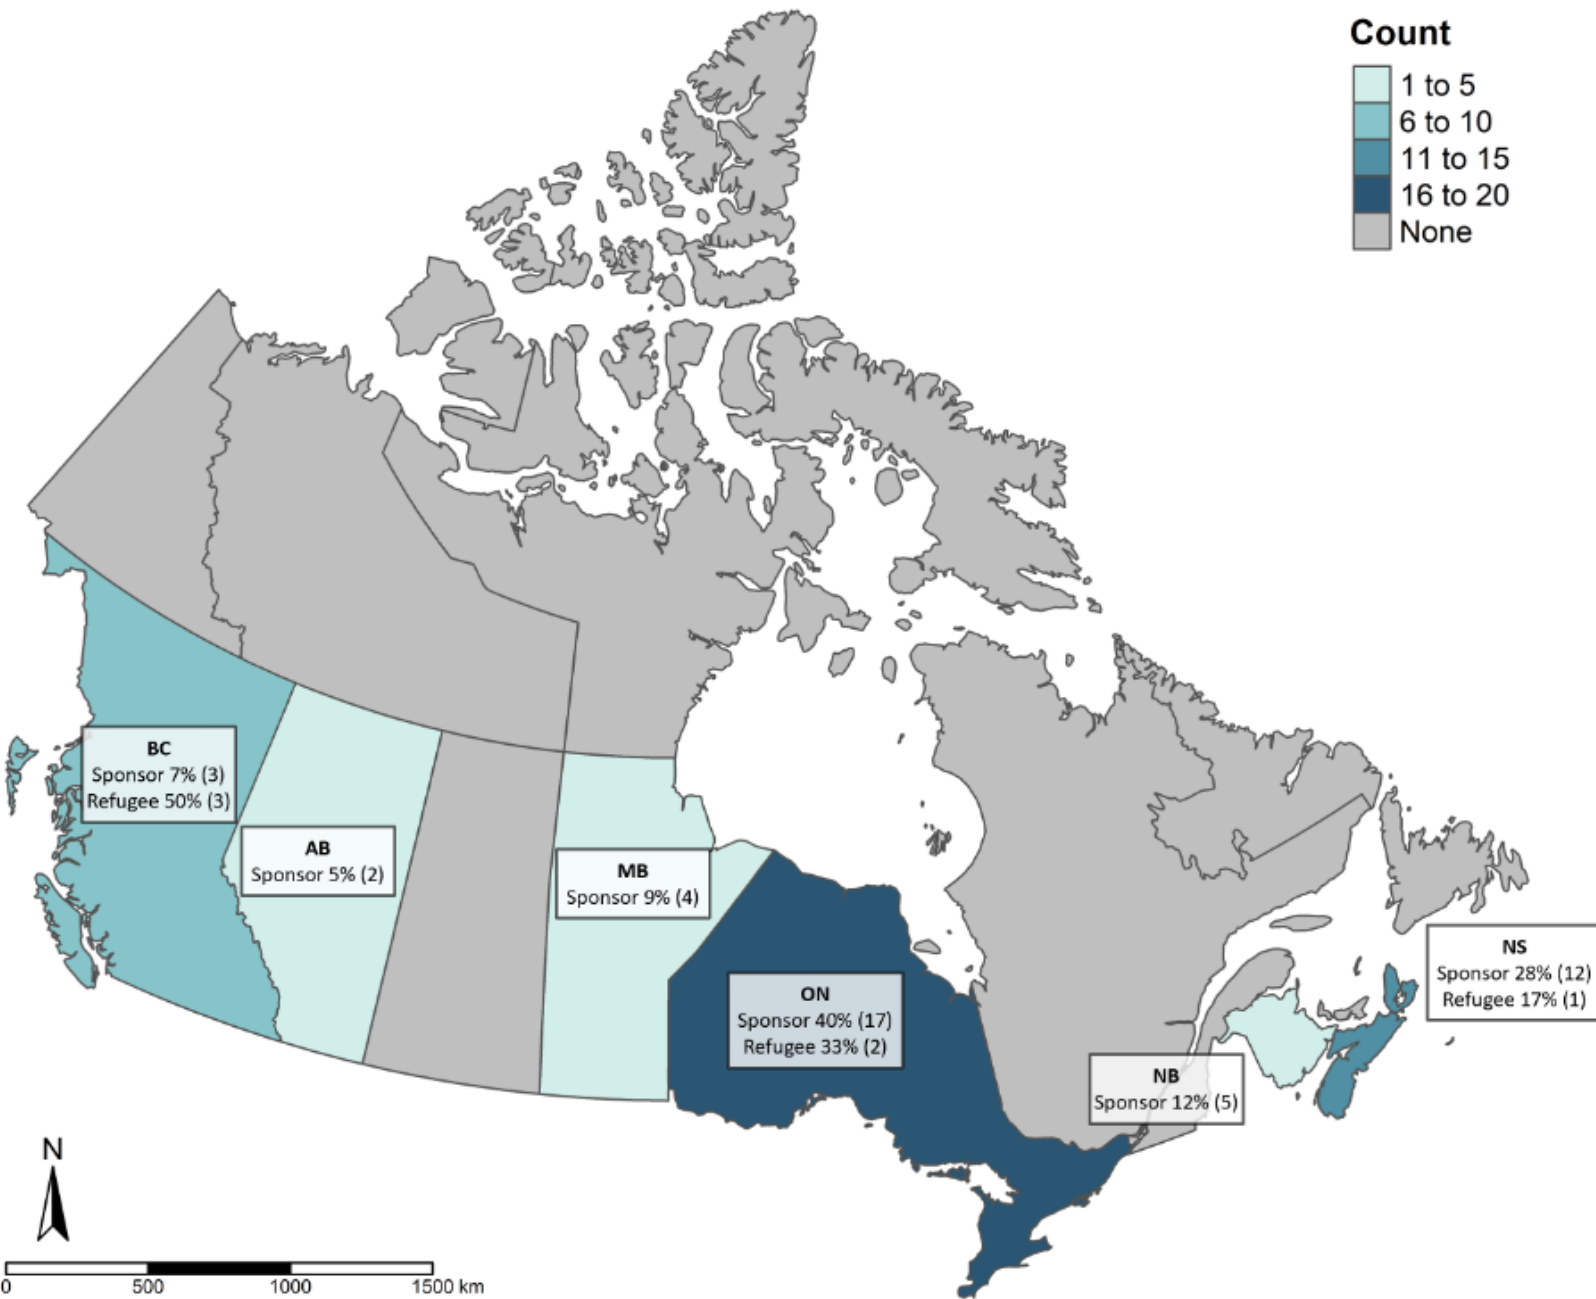 Count
1 to 5
6 to 10
11 to 15
16 to 20
None
BC
Sponsor 7% (3)
Refugee 50% (3)
AB
Sponsor 5% (2)
MB
Sponsor 9% (4)
ON
Sponsor 40% (17)
Refugee 33% (2)
NS
Sponsor 28% (12)
Refugee 17% (1)
NB
Sponsor 12% (5)
N
0 500 1000 1500 km